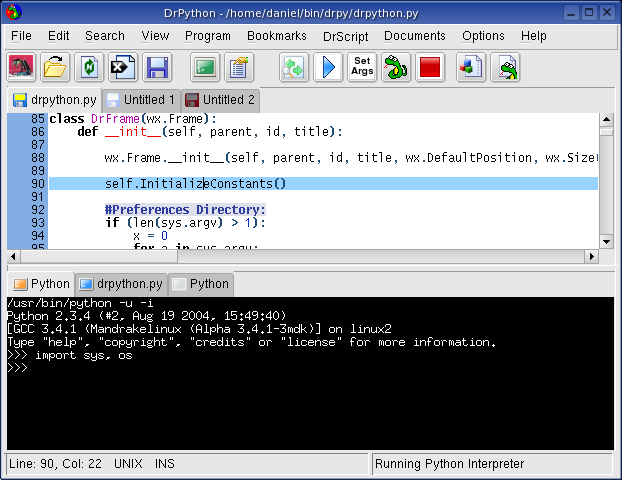 DrPython - /home/daniel/bin/drpy/drpython.py
File Edit Search View Program Bookmarks DrScript Documents Options Help
Set
Args
drpython.py Untitled 1 Untitled 2
85 class DrFrame(wx.Frame):
86 def __init__(self, parent, id, title):
87
88 wx.Frame.__init__(self, parent, id, title, wx.DefaultPosition, wx.Size(
89
90 self.InitializeConstants()
91
92 #Preferences Directory:
93 if (len(sys.argv) > 1):
94 x = 0
95 for a in sys.argv:
Python drpython.py Python
/usr/bin/python -u -i
Python 2.3.4 (#2, Aug 19 2004, 15:49:40)
[GCC 3.4.1 (Mandrakelinux (Alpha 3.4.1-3mdk)] on linux2
Type "help", "copyright", "credits" or "license" for more information.
>>> import sys, os
>>>
Line: 90, Col: 22 UNIX INS Running Python Interpreter